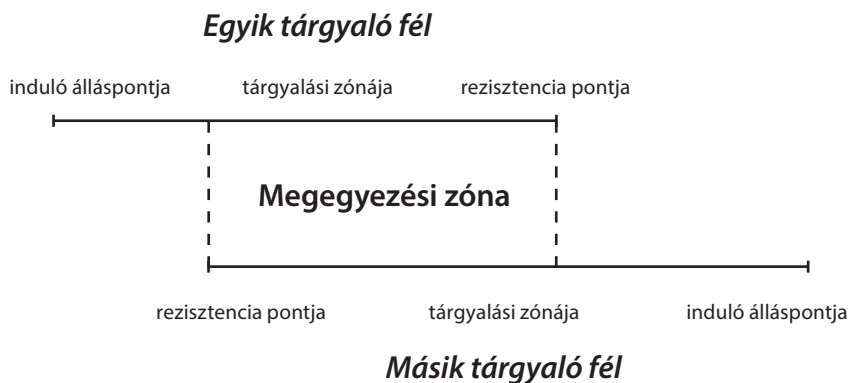 Egyik tárgyaló fél
induló álláspontja tárgyalási zónája rezisztencia pontja
Megegyezési zóna
rezisztencia pontja tárgyalási zónája induló álláspontja
Másik tárgyaló fél